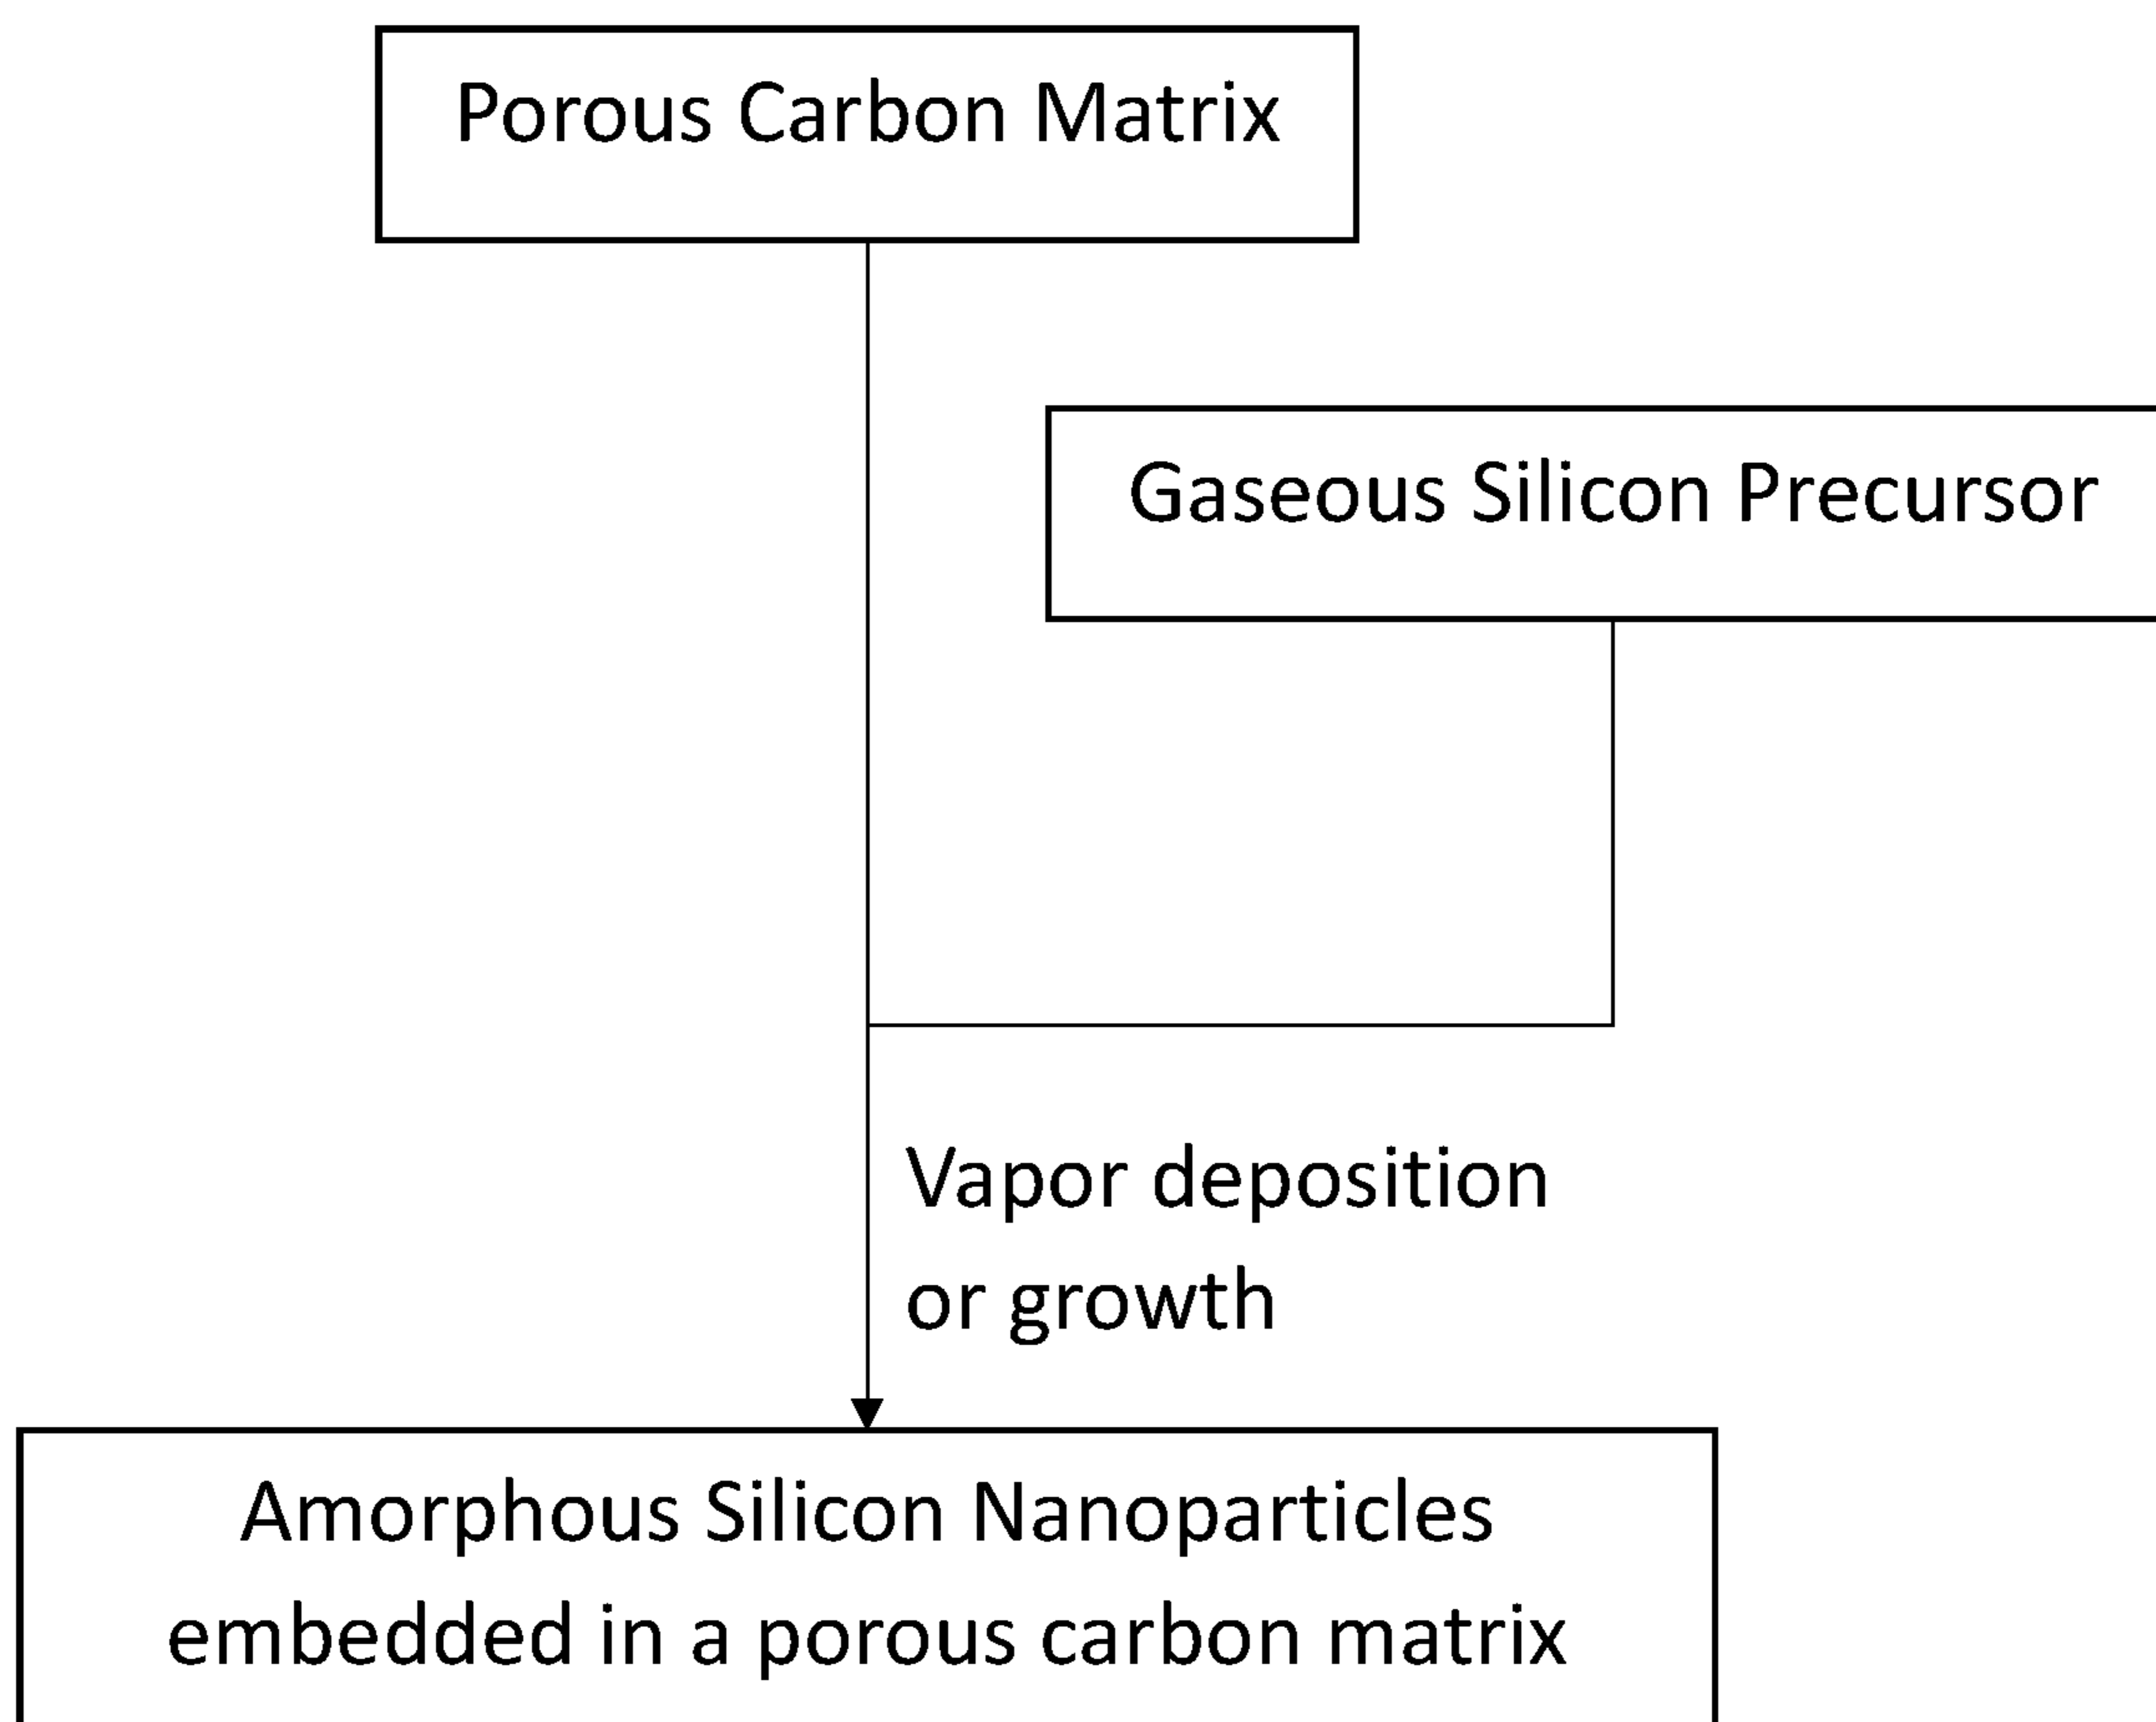 Porous Carbon Matrix
Gaseous Silicon Precursor
Vapor deposition
or growth
Amorphous Silicon Nanoparticles
embedded in a porous carbon matrix